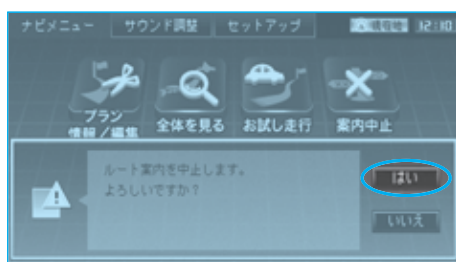 ナビメニュー サウンド調整 セットアップ 現在地 12:10
プラン
情報/編集 全体を見る お試し走行 案内中止
ルート案内を中止します。
よろしいですか?
はい
いいえ